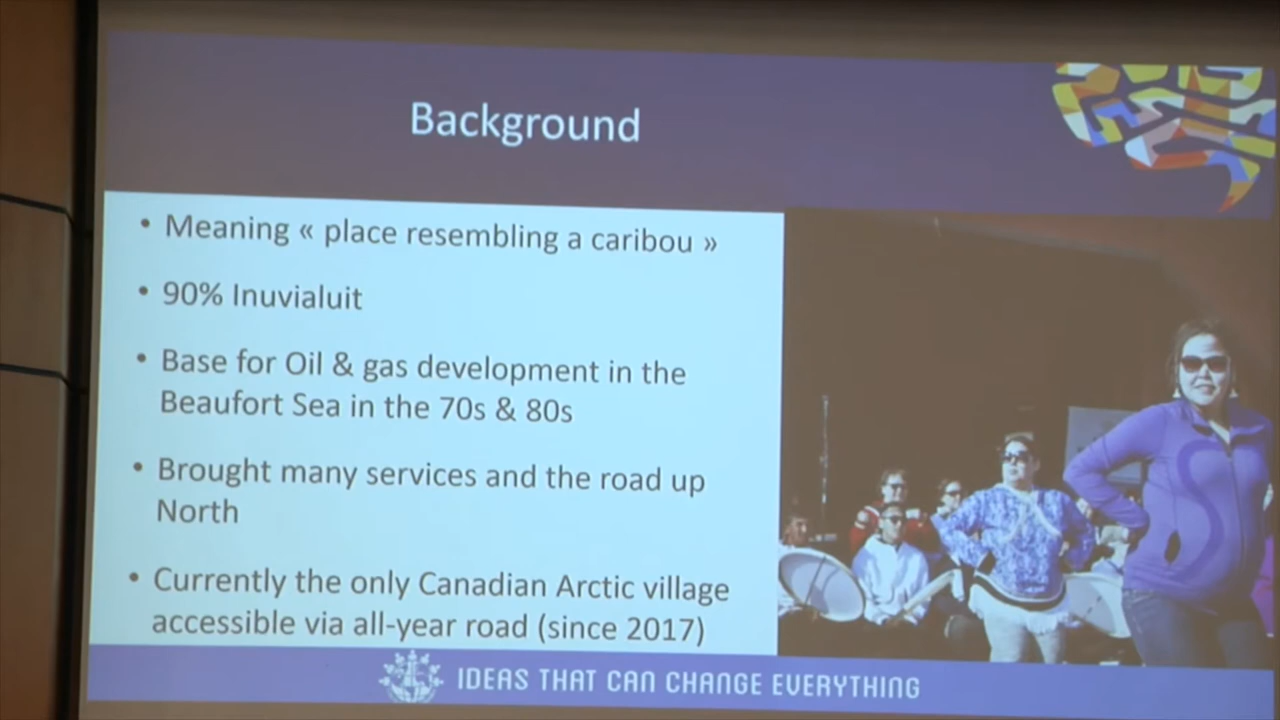 Background
• Meaning « place resembling a caribou »
• 90% Inuvialuit
• Base for Oil & gas development in the
Beaufort Sea in the 70s & 80s
• Brought many services and the road up
North
• Currently the only Canadian Arctic village
accessible via all-year road (since 2017)
IDEAS THAT CAN CHANGE EVERYTHING